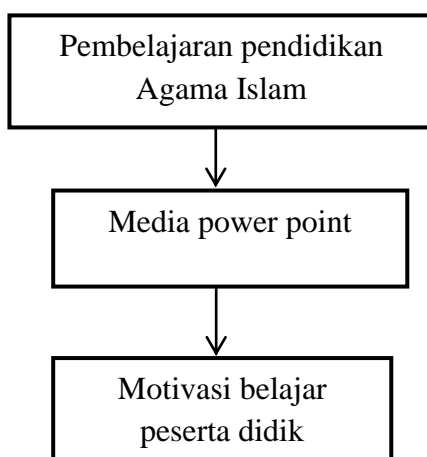 Pembelajaran pendidikan
Agama Islam
Media power point
Motivasi belajar
peserta didik